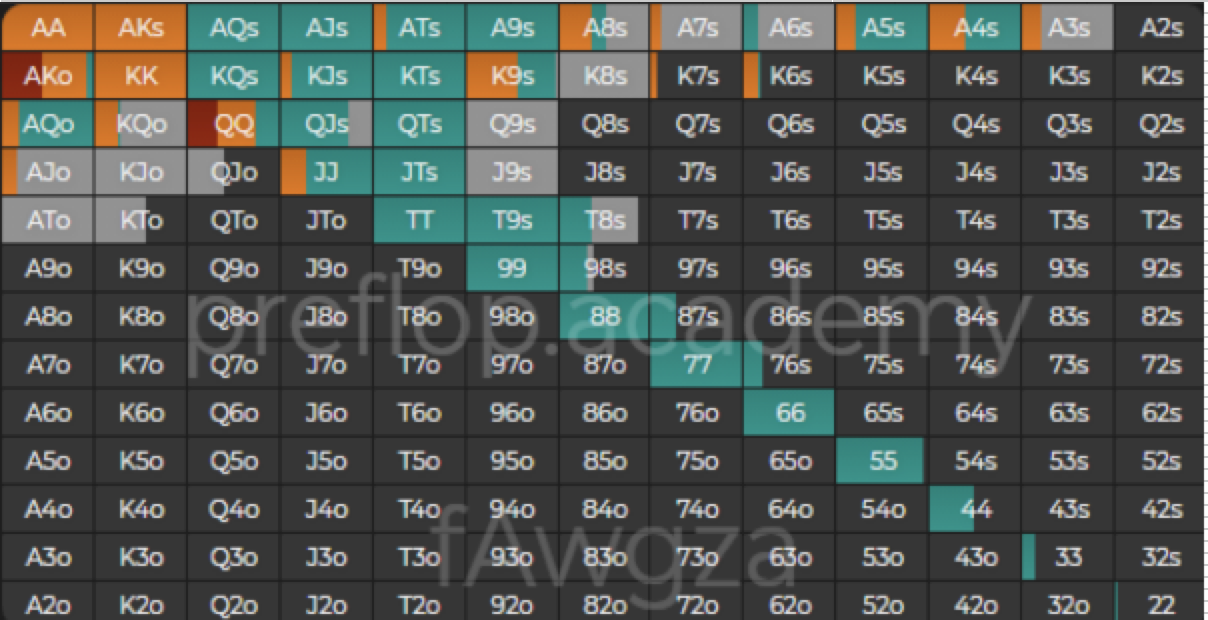 AA AKs AQs AJs ATs A9s A8s A7s A6s A5s A4s A3s A2s
AKo KK KQs KJs KTs K9s K8s K7s K6s K5s K4s K3s K2s
AQo KQo QQ QJs QTs Q9s Q8s Q7s Q6s Q5s Q4s Q3s Q2s
AJo KJo QJo JJ JTs J9s J8s J7s J6s J5s J4s J3s J2s
ATo KTo QTo JTo TT T9s T8s T7s T6s T5s T4s T3s T2s
A9o K9o Q9o J9o T9o 99 98s 97s 96s 95s 94s 93s 92s
A8o K8o Q8o J8o T8o 98o 88 87s 86s 85s 84s 83s 82s
preflop.academy
A7o K7o Q7o J7o T7o 97o 87o 77 76s 75s 74s 73s 72s
A6o K6o Q6o J6o T6o 96o 86o 76o 66 65s 64s 63s 62s
A5o K5o Q5o J5o T5o 95o 85o 75o 65o 55 54s 53s 52s
A4o K4o Q4o J4o T4o 94o 84o 74o 64o 54o 44 43s 42s
fAwgza
A3o K3o Q3o J3o T3o 93o 83o 73o 63o 53o 43o 33 32s
A2o K2o Q2o J2o T2o 92o 82o 72o 62o 52o 42o 32o 22